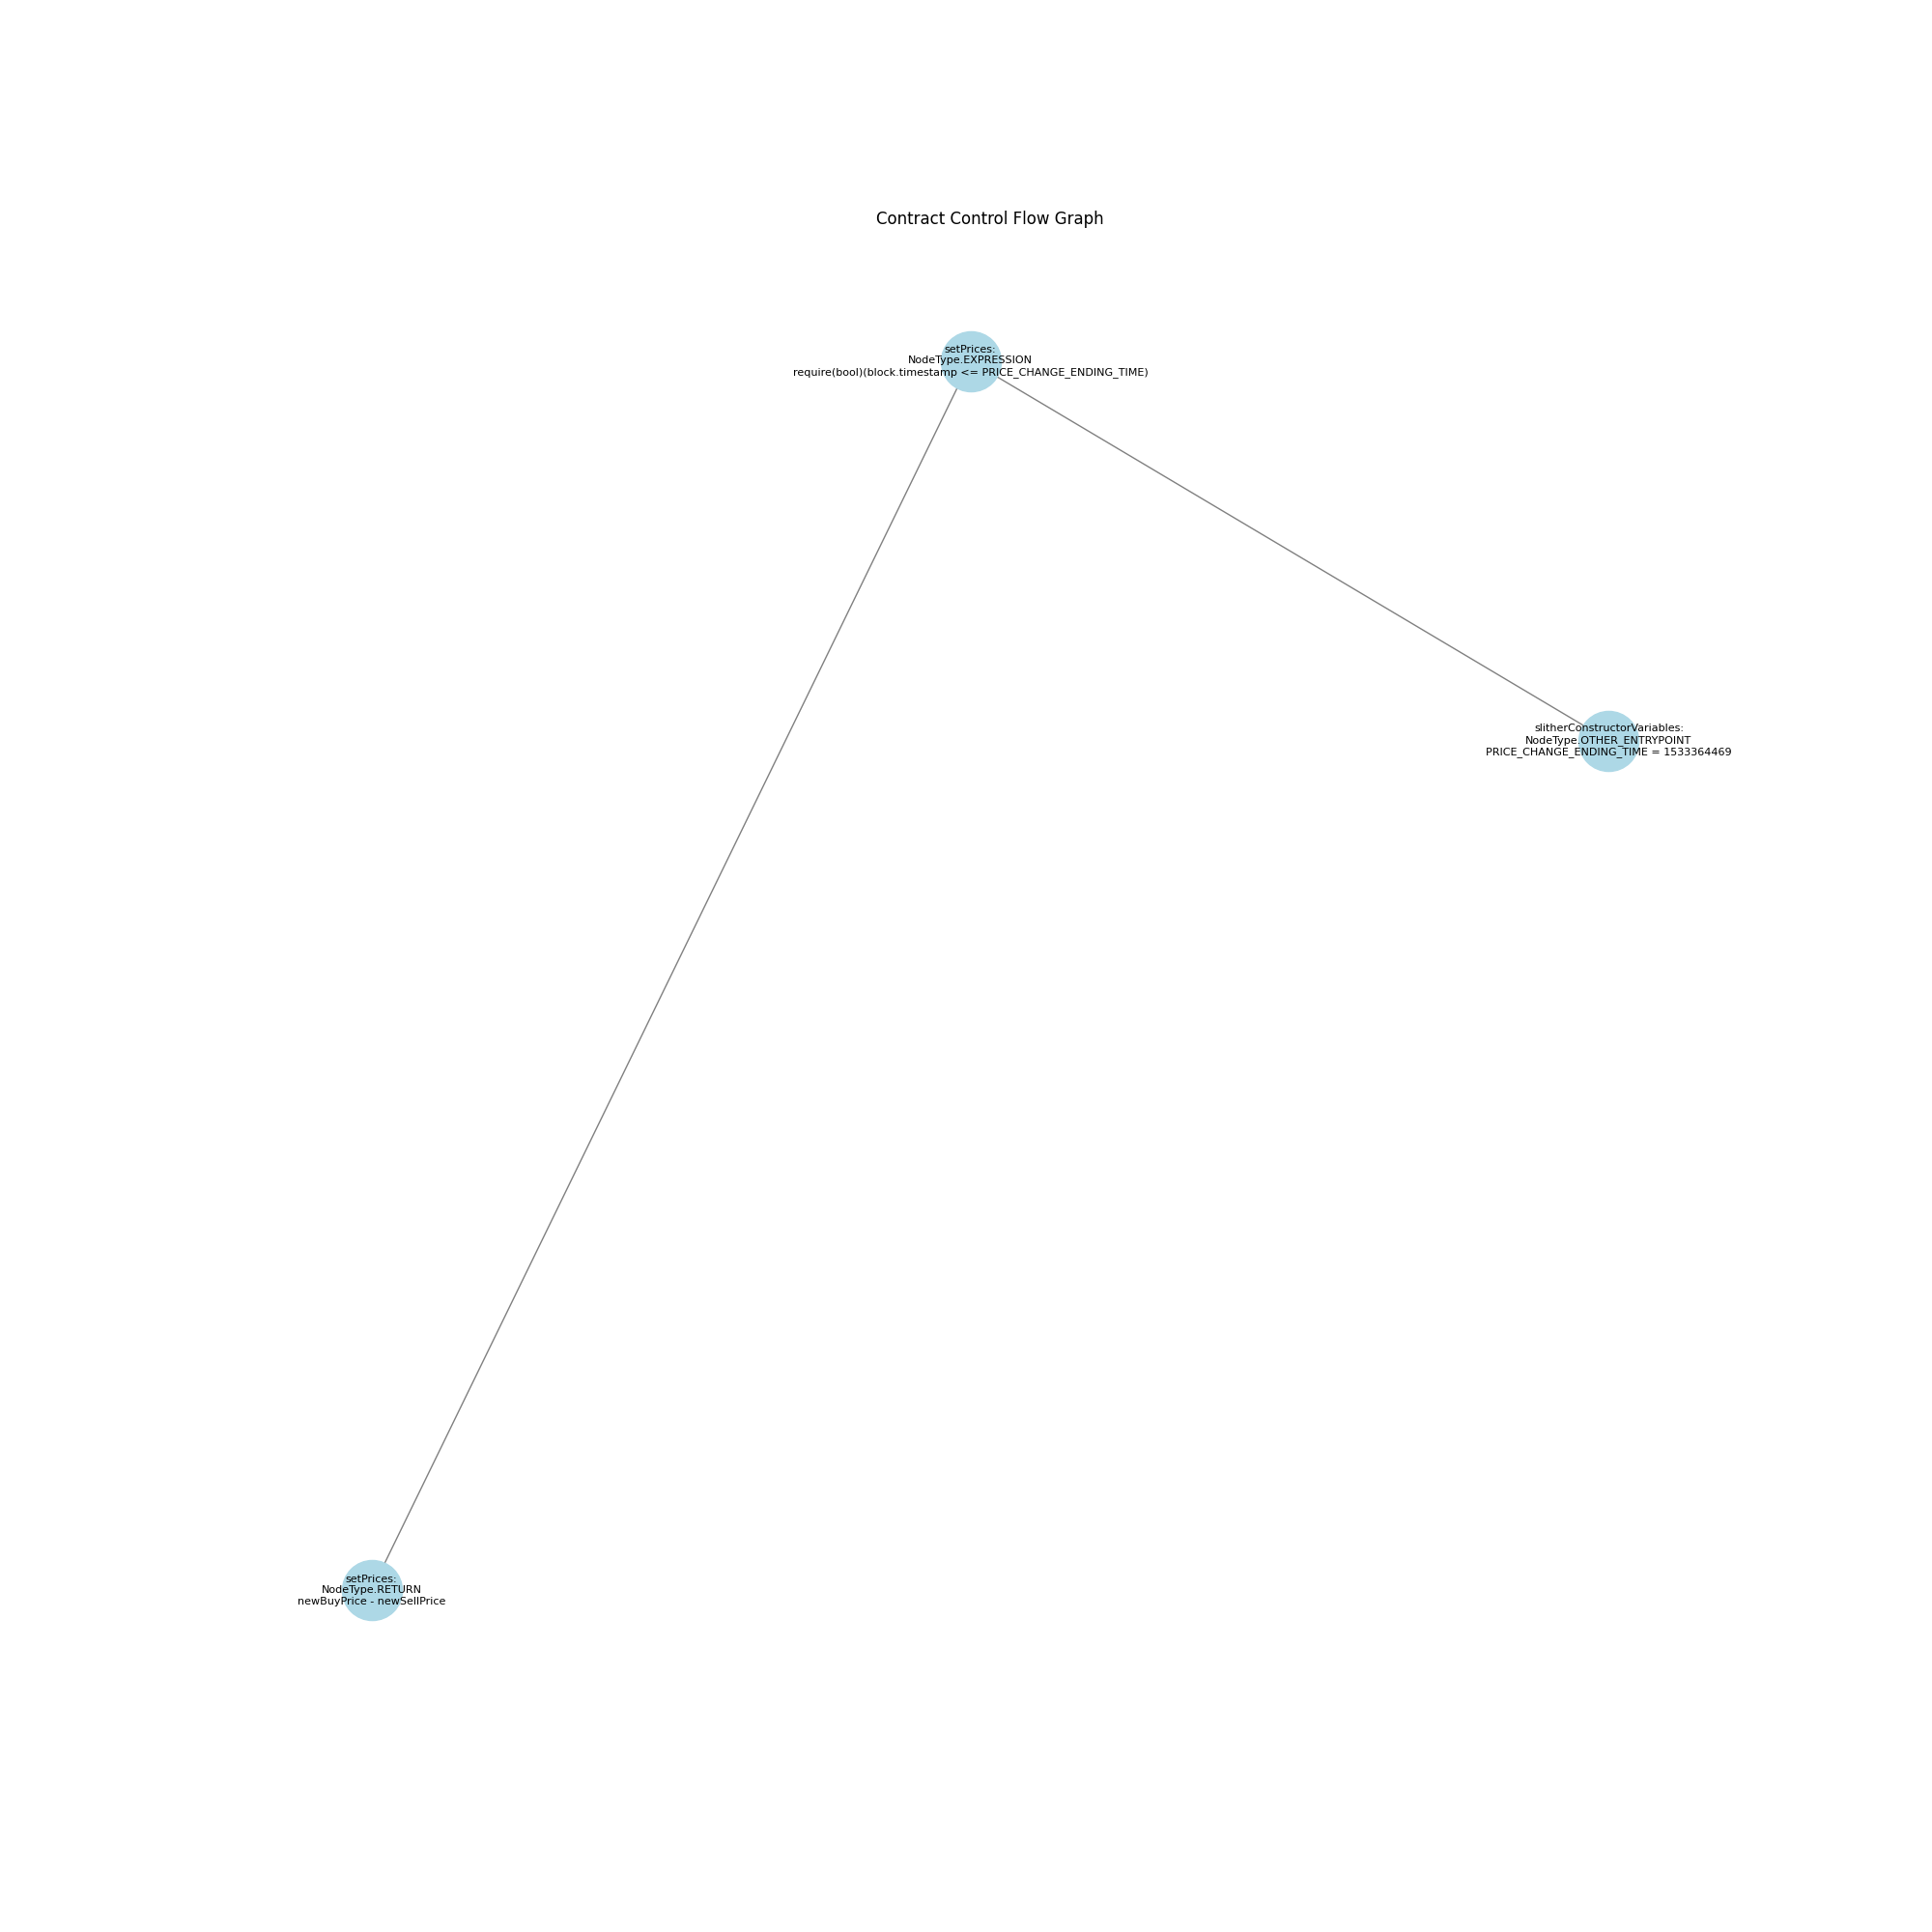 Contract Control Flow Graph
setPrices:
NodeType.EXPRESSION
require(bool)(block.timestamp <= PRICE_CHANGE_ENDING_TIME)
slitherConstructorVariables:
NodeType.OTHER_ENTRYPOINT
PRICE_CHANGE_ENDING_TIME = 1533364469
setPrices:
NodeType.RETURN
newBuyPrice - newSellPrice